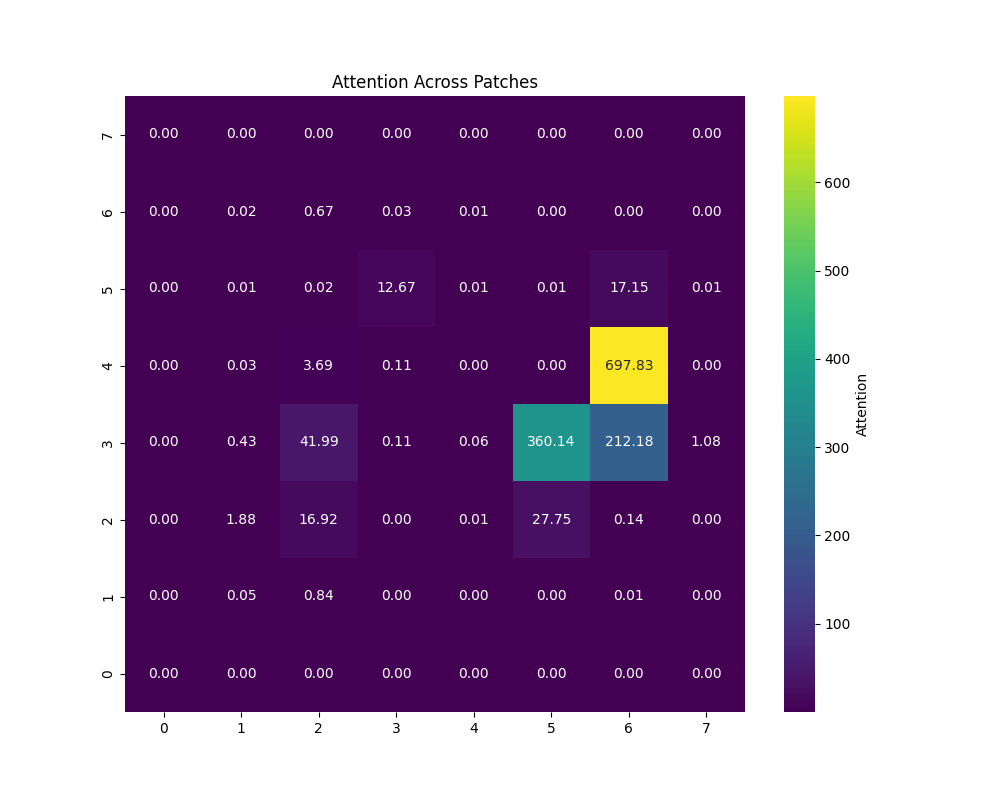 Attention Across Patches
7 0.00 0.00 0.00 0.00 0.00 0.00 0.00 0.00
6 0.00 0.02 0.67 0.03 0.01 0.00 0.00 0.00
5 0.00 0.01 0.02 12.67 0.01 0.01 17.15 0.01
4 0.00 0.03 3.69 0.11 0.00 0.00 697.83 0.00
3 0.00 0.43 41.99 0.11 0.06 360.14 212.18 1.08
2 0.00 1.88 16.92 0.00 0.01 27.75 0.14 0.00
1 0.00 0.05 0.84 0.00 0.00 0.00 0.01 0.00
0 0.00 0.00 0.00 0.00 0.00 0.00 0.00 0.00
0 1 2 3 4 5 6 7
600
500
400
300
200
100
Attention